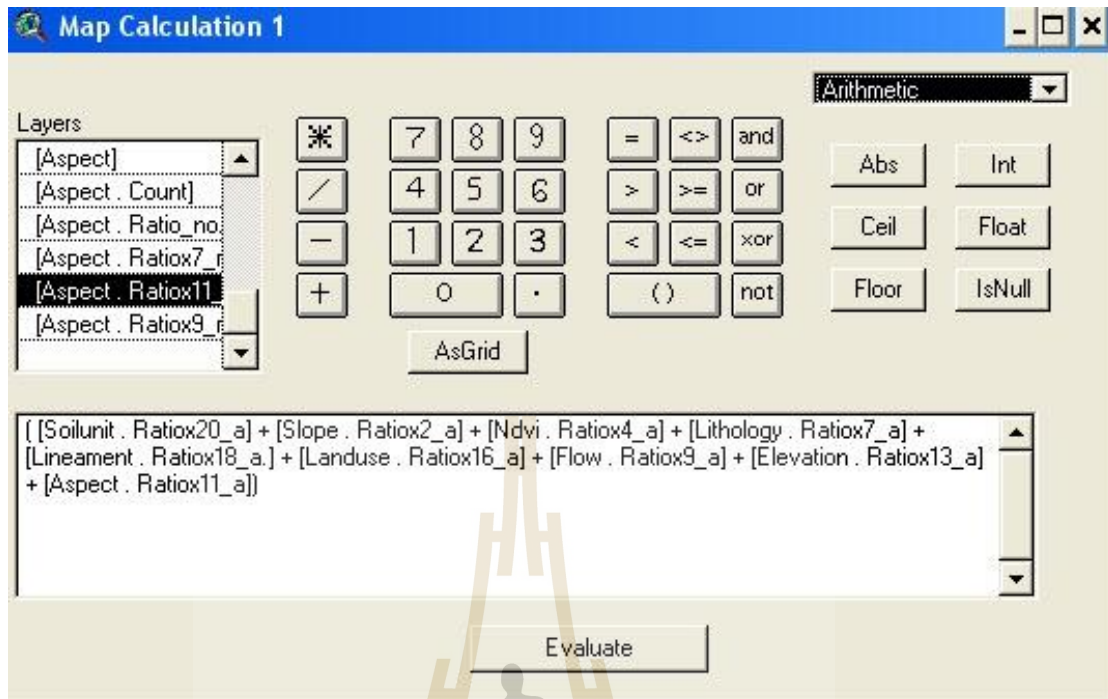 Map Calculation 1
Arithmetic
Layers
[Aspect]
[Aspect . Count]
[Aspect . Ratio_no.
[Aspect . Ratiox7_r
[Aspect . Ratiox11_
[Aspect . Ratiox9_r
* 7 8 9 = <> and
/ 4 5 6 > >= or
- 1 2 3 < <= xor
+ 0 . ( ) not
AsGrid
Abs Int
Ceil Float
Floor IsNull
( [Soilunit . Ratiox20_a] + [Slope . Ratiox2_a] + [Ndvi . Ratiox4_a] + [Lithology . Ratiox7_a] +
[Lineament . Ratiox18_a.] + [Landuse . Ratiox16_a] + [Flow . Ratiox9_a] + [Elevation . Ratiox13_a]
+ [Aspect . Ratiox11_a])
Evaluate